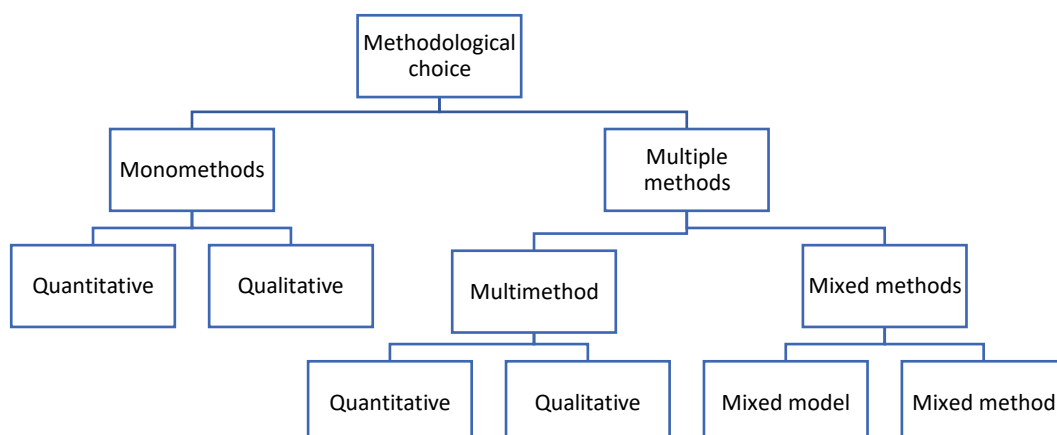 Methodological
choice
Monomethods
Multiple
methods
Quantitative
Qualitative
Multimethod
Mixed methods
Quantitative
Qualitative
Mixed model
Mixed method